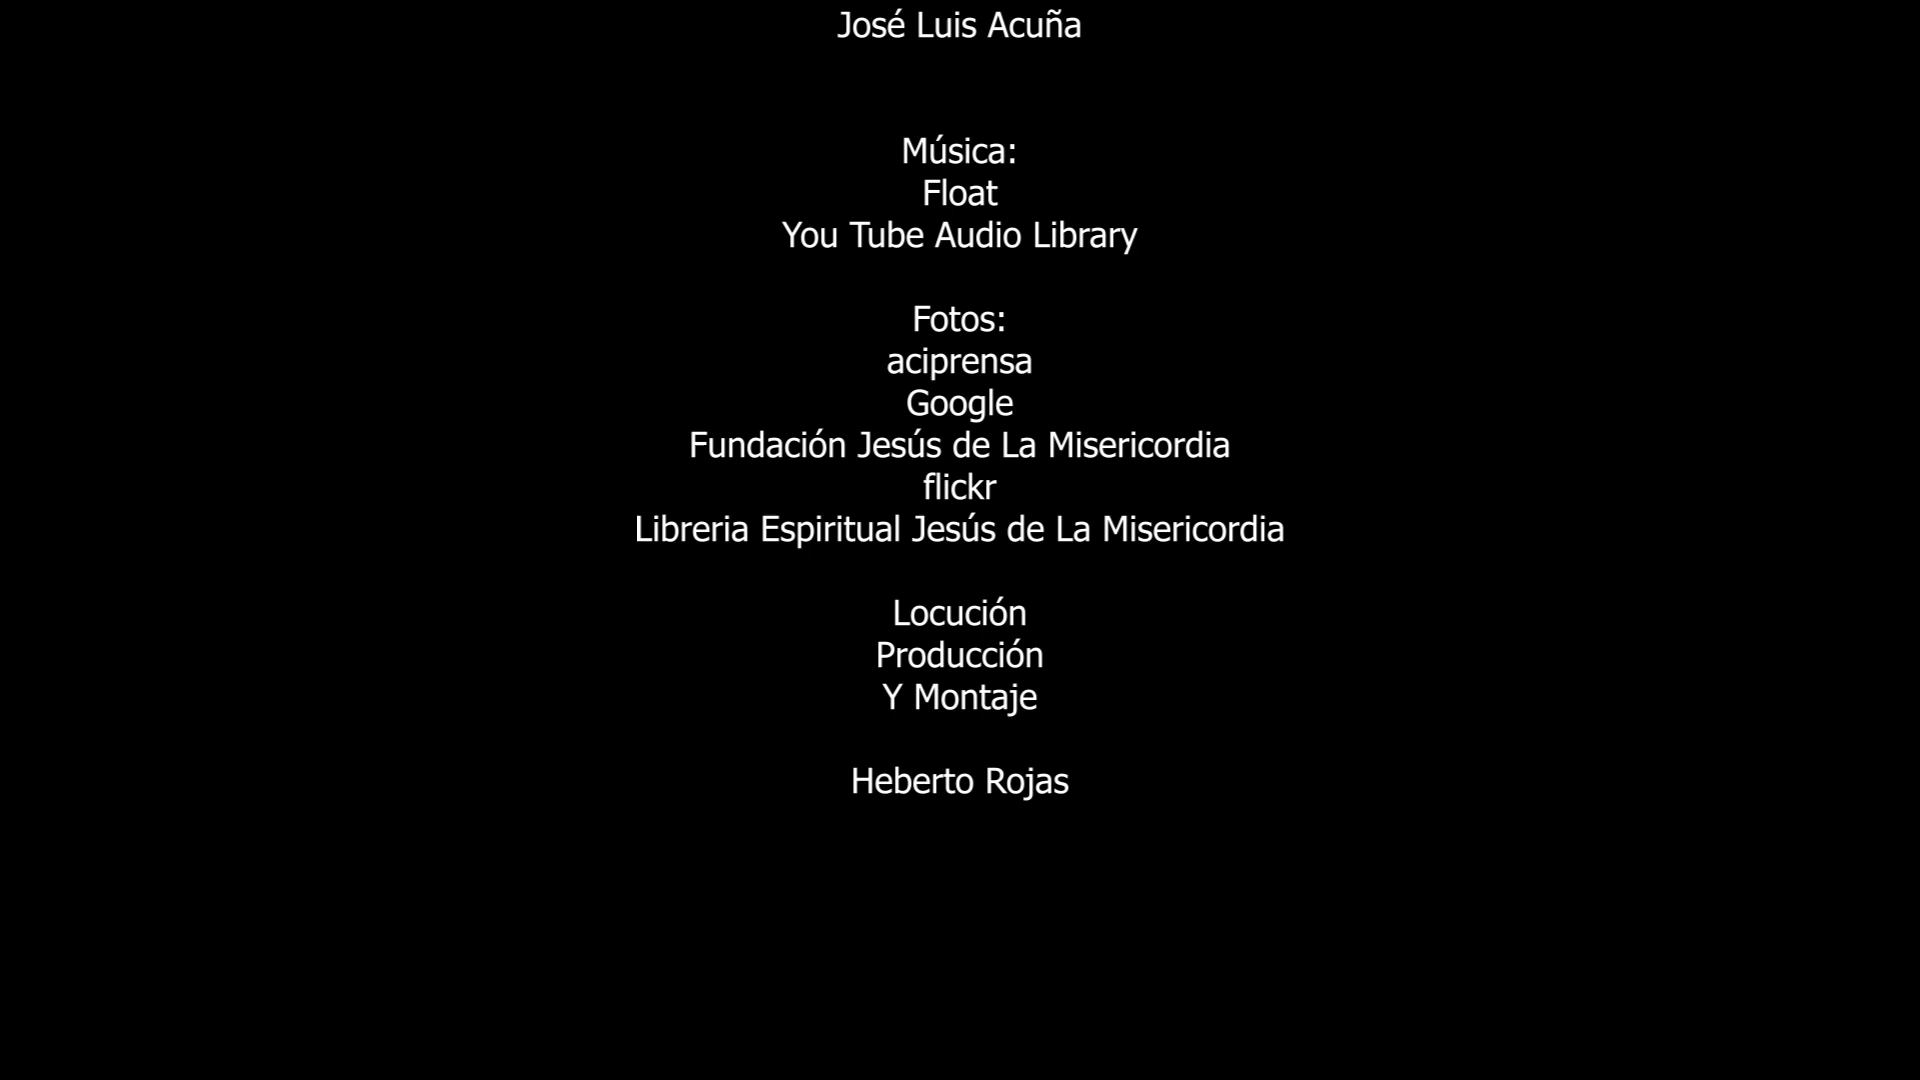 José Luis Acuña
Música:
Float
You Tube Audio Library
Fotos:
aciprensa
Google
Fundación Jesús de La Misericordia
flickr
Libreria Espiritual Jesús de La Misericordia
Locución
Producción
Y Montaje
Heberto Rojas